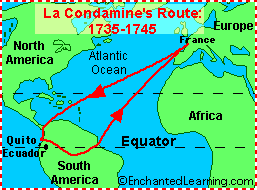 La Condamine's Route:
1735-1745
Europe
France
North
America
Atlantic
Ocean
Africa
Quito
Ecuador
Equator
South
America
©EnchantedLearning.com